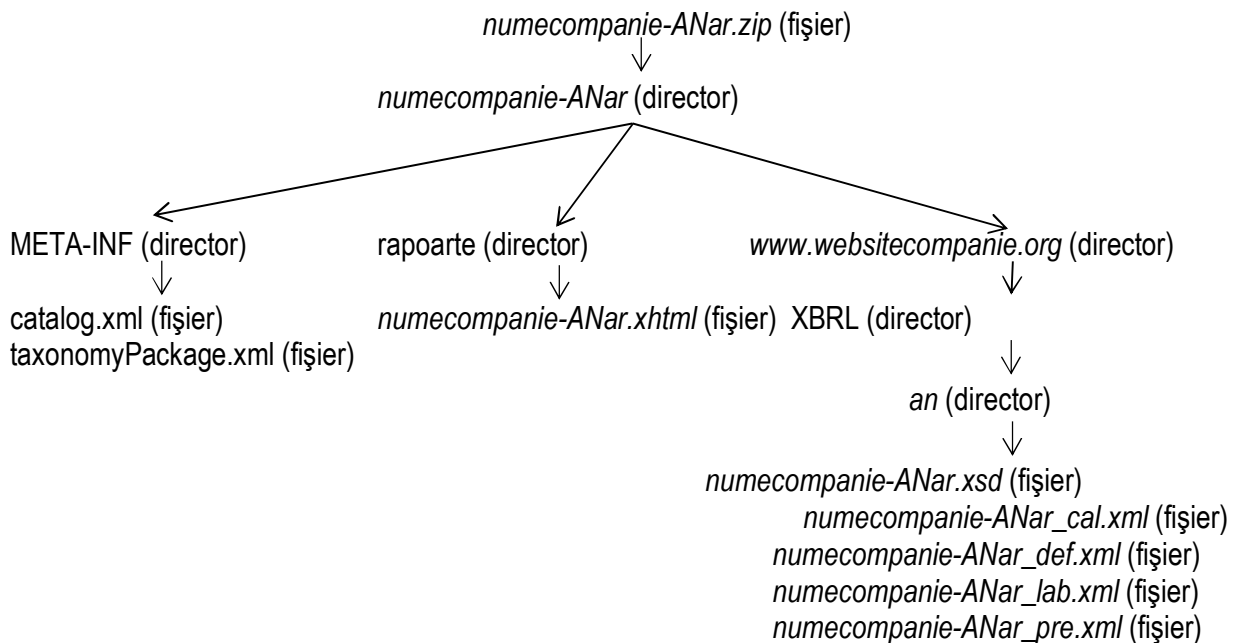 numecompanie-ANar.zip (fişier)
numecompanie-ANar (director)
META-INF (director)
rapoarte (director)
www.websitecompanie.org (director)
catalog.xml (fişier)
taxonomyPackage.xml (fişier)
numecompanie-ANar.xhtml (fişier)
XBRL (director)
an (director)
numecompanie-ANar.xsd (fişier)
numecompanie-ANar_cal.xml (fişier)
numecompanie-ANar_def.xml (fişier)
numecompanie-ANar_lab.xml (fişier)
numecompanie-ANar_pre.xml (fişier)